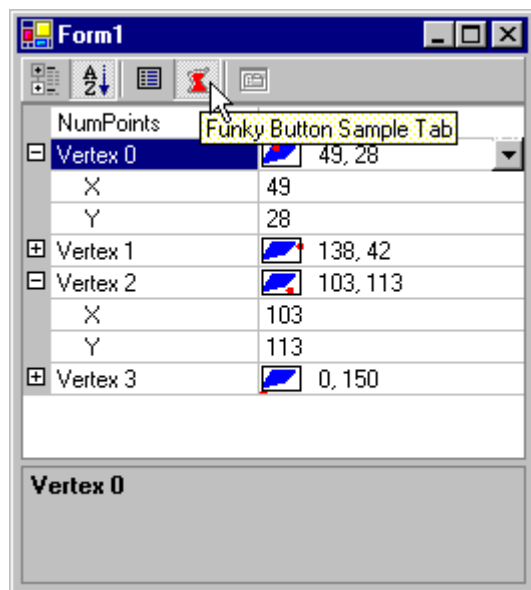 Form1
NumPoints
Funky Button Sample Tab
Vertex 0 49, 28
X 49
Y 28
Vertex 1 138, 42
Vertex 2 103, 113
X 103
Y 113
Vertex 3 0, 150
Vertex 0